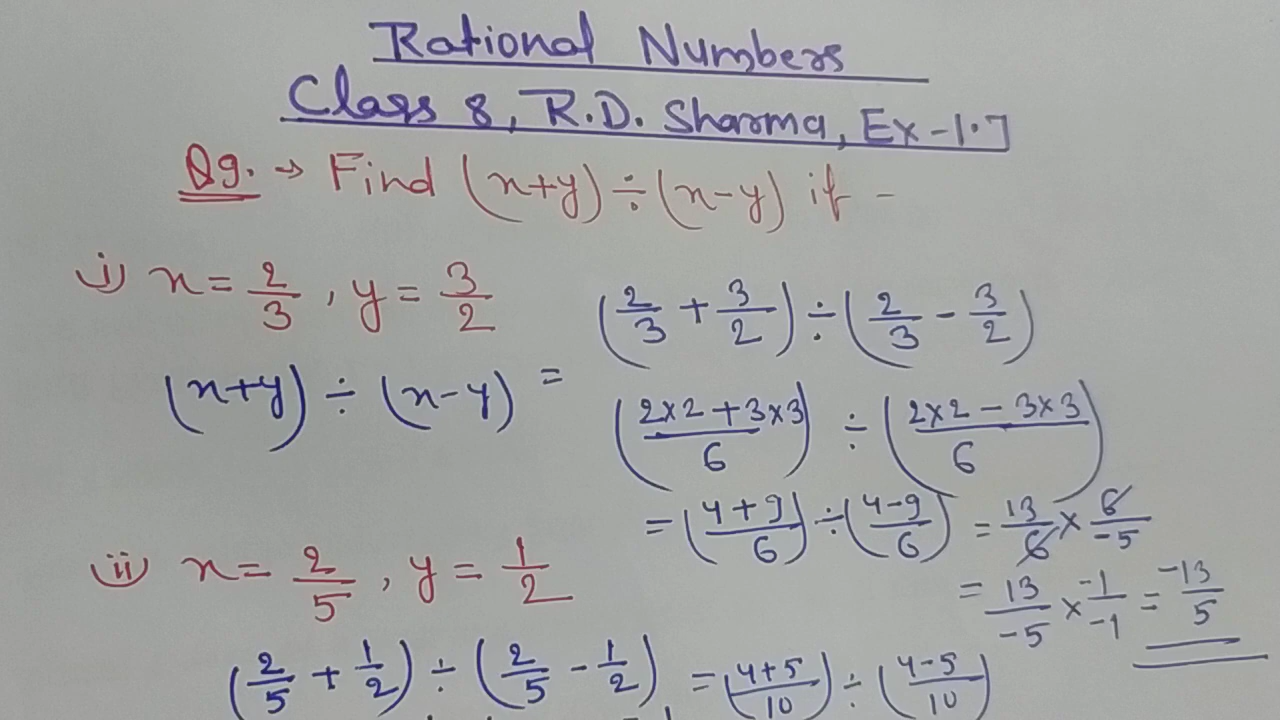 Rational Numbers
Class 8, R.D. Sharma, Ex-1.7
Q9. → Find (x+y) ÷ (x-y) if -
i) x = 2/3, y = 3/2
(2/3 + 3/2) ÷ (2/3 - 3/2)
(x+y) ÷ (x-y) =
(2×2+3×3/6) ÷ (2×2-3×3/6)
= (4+9/6) ÷ (4-9/6) = 13/6 × 6/-5
= 13/-5 × -1/-1 = -13/5
ii) x = 2/5, y = 1/2
(2/5 + 1/2) ÷ (2/5 - 1/2) = (4+5/10) ÷ (4-5/10)